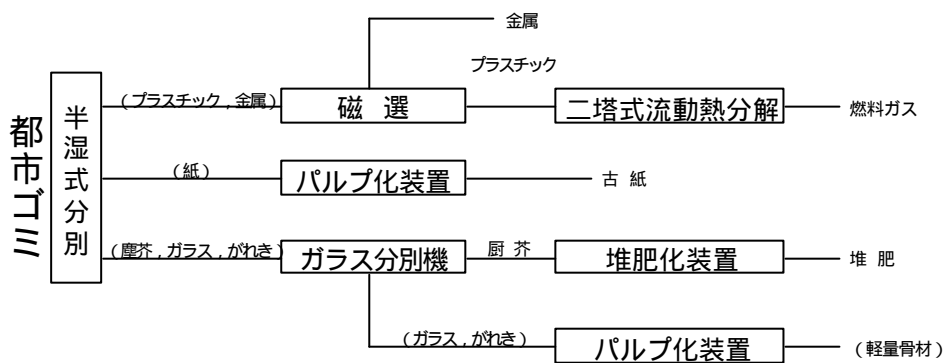 都市ゴミ
半湿式分別
金属
プラスチック
(プラスチック,金属)
磁 選
二塔式流動熱分解
燃料ガス
(紙)
パルプ化装置
古 紙
(塵芥,ガラス,がれき)
ガラス分別機
厨 芥
堆肥化装置
堆 肥
(ガラス,がれき)
パルプ化装置
(軽量骨材)